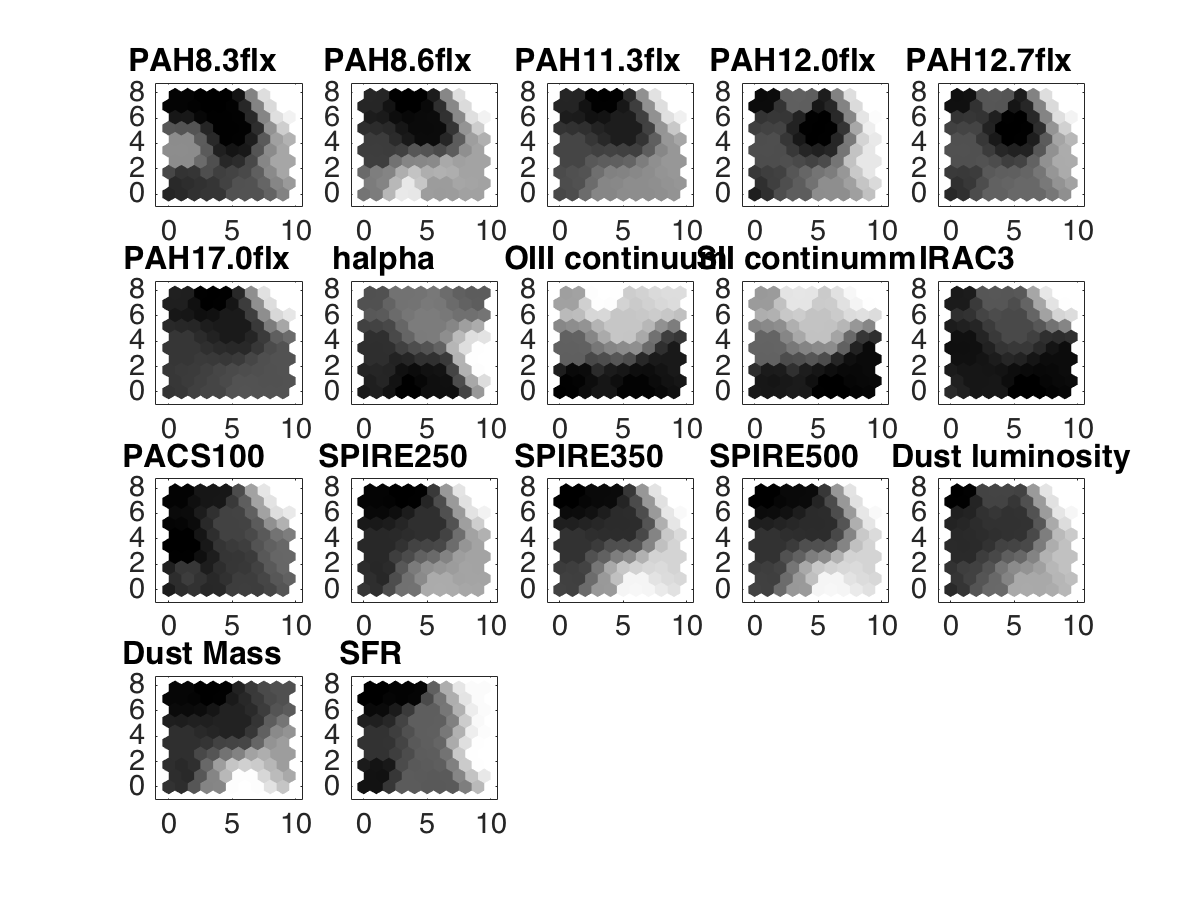 PAH8.3flx PAH8.6flx PAH11.3flx PAH12.0flx PAH12.7flx
8 8 8 8 8
6 6 6 6 6
4 4 4 4 4
2 2 2 2 2
0 0 0 0 0
0 5 10 0 5 10 0 5 10 0 5 10 0 5 10
PAH17.0flx halpha OIII continuum SII continumm IRAC3
8 8 8 8 8
6 6 6 6 6
4 4 4 4 4
2 2 2 2 2
0 0 0 0 0
0 5 10 0 5 10 0 5 10 0 5 10 0 5 10
PACS100 SPIRE250 SPIRE350 SPIRE500 Dust luminosity
8 8 8 8 8
6 6 6 6 6
4 4 4 4 4
2 2 2 2 2
0 0 0 0 0
0 5 10 0 5 10 0 5 10 0 5 10 0 5 10
Dust Mass SFR
8 8
6 6
4 4
2 2
0 0
0 5 10 0 5 10